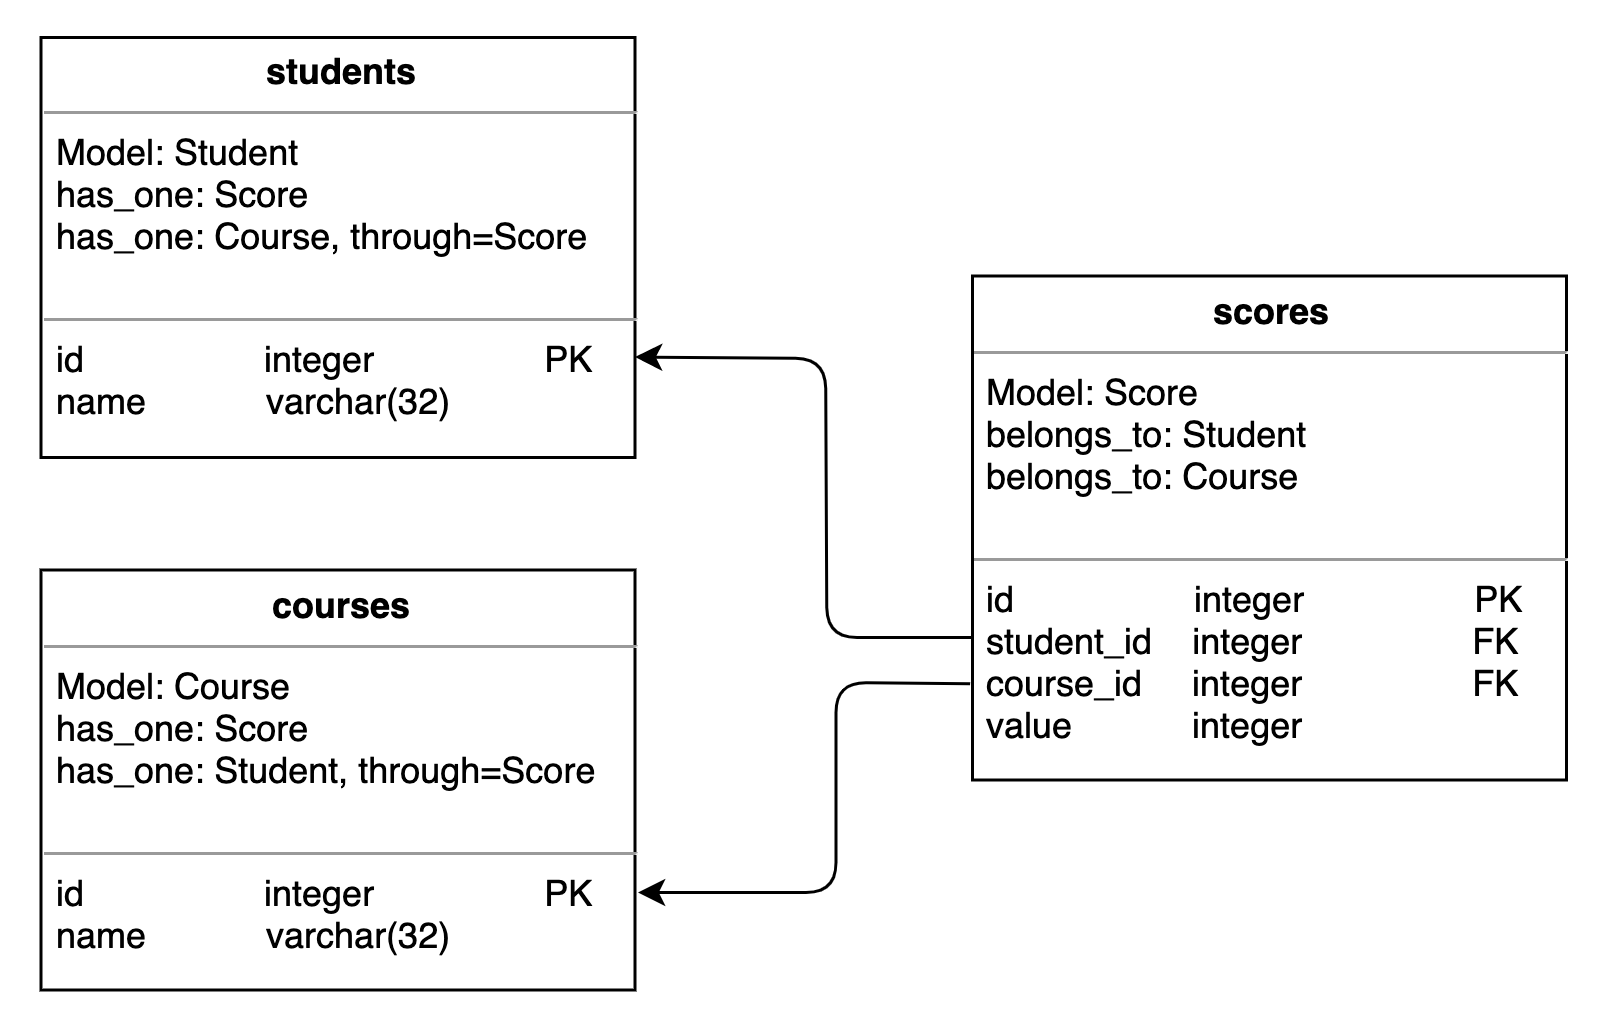 students
Model: Student
has_one: Score
has_one: Course, through=Score
id integer PK
name varchar(32)
courses
Model: Course
has_one: Score
has_one: Student, through=Score
id integer PK
name varchar(32)
scores
Model: Score
belongs_to: Student
belongs_to: Course
id integer PK
student_id integer FK
course_id integer FK
value integer